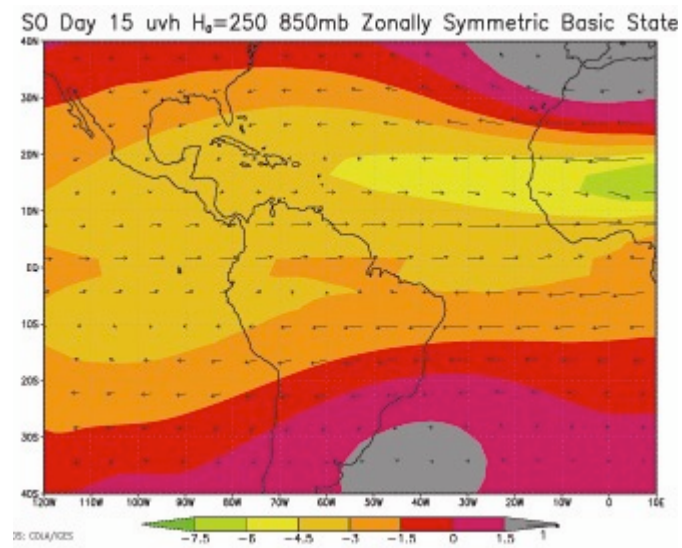 SO Day 15 uvh Hₐ=250 850mb Zonally Symmetric Basic State
40N
30N
20N
10N
EQ
10S
20S
30S
40S
120W 110W 100W 90W 80W 70W 60W 50W 40W 30W 20W 10W 0 10E
-7.5 -6 -4.5 -3 -1.5 0 1.5 1
COLA/IGES